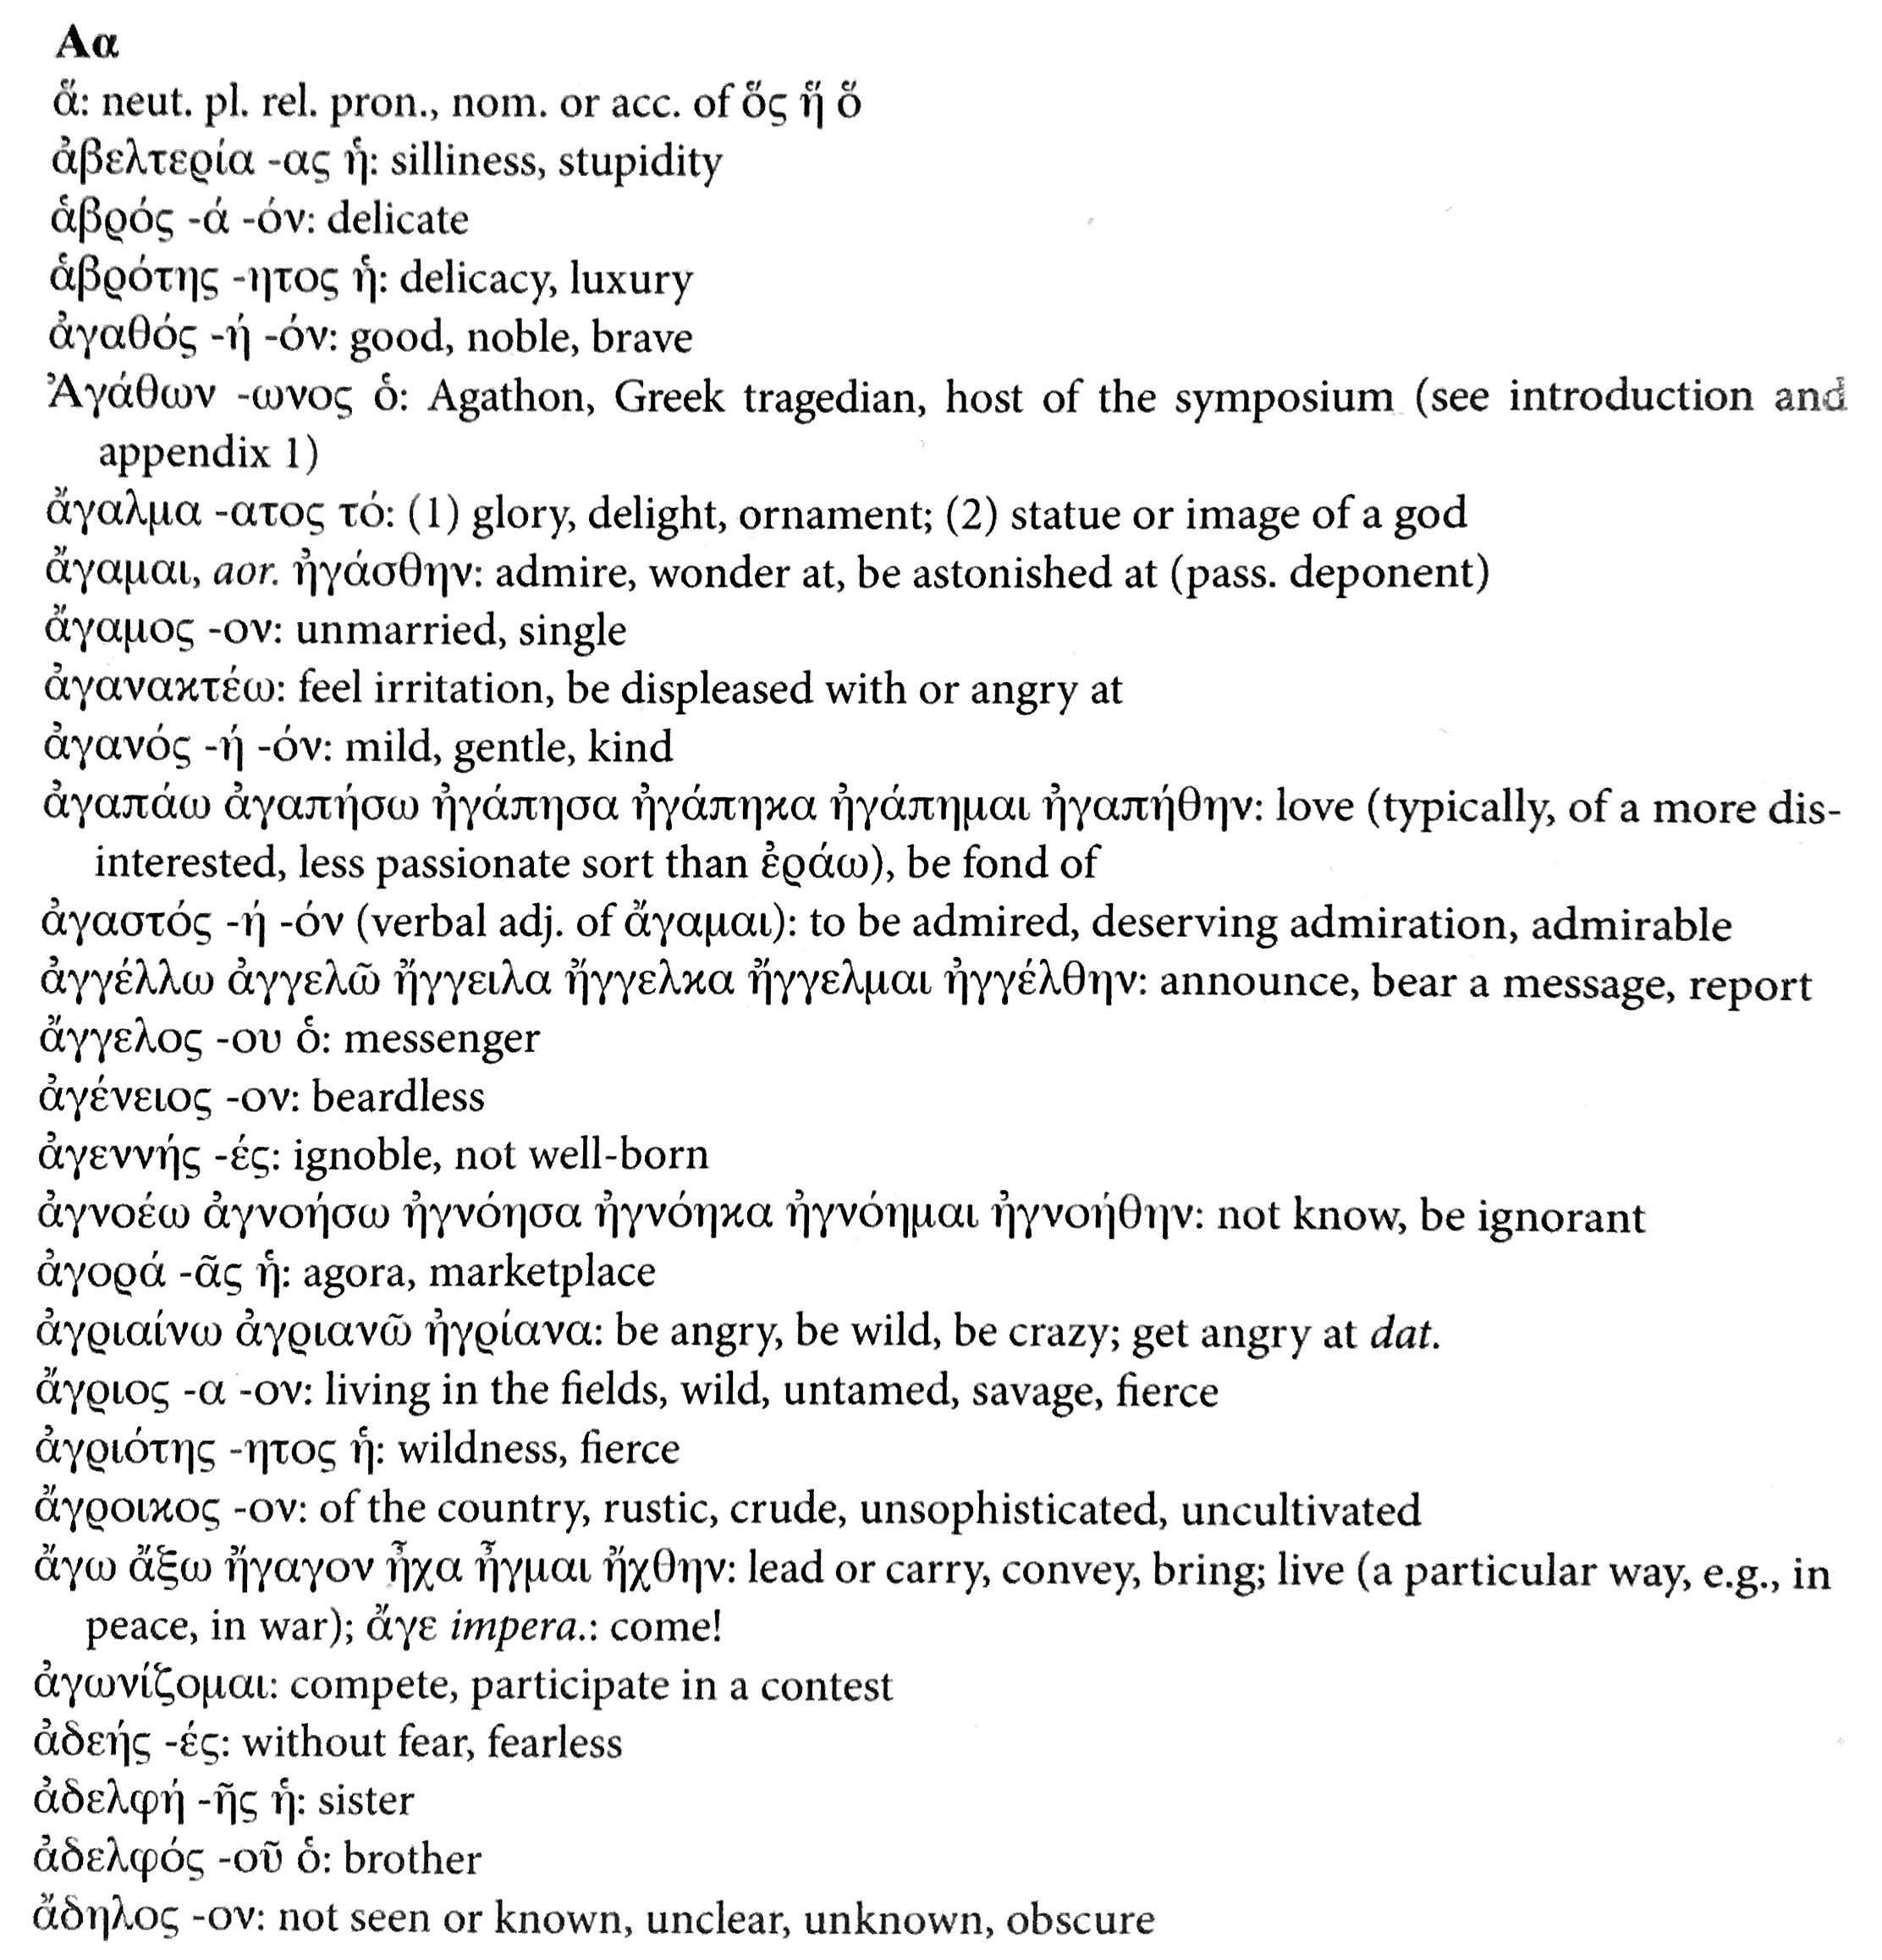 Αα
ἅ: neut. pl. rel. pron., nom. or acc. of ὅς ἥ ὅ
ἀβελτερία -ας ἡ: silliness, stupidity
ἁβρός -ά -όν: delicate
ἁβρότης -ητος ἡ: delicacy, luxury
ἀγαθός -ή -όν: good, noble, brave
Ἀγάθων -ωνος ὁ: Agathon, Greek tragedian, host of the symposium (see introduction and
appendix 1)
ἄγαλμα -ατος τό: (1) glory, delight, ornament; (2) statue or image of a god
ἄγαμαι, aor. ἠγάσθην: admire, wonder at, be astonished at (pass. deponent)
ἄγαμος -ον: unmarried, single
ἀγανακτέω: feel irritation, be displeased with or angry at
ἀγανός -ή -όν: mild, gentle, kind
ἀγαπάω ἀγαπήσω ἠγάπησα ἠγάπηκα ἠγάπημαι ἠγαπήθην: love (typically, of a more dis-
interested, less passionate sort than ἐράω), be fond of
ἀγαστός -ή -όν (verbal adj. of ἄγαμαι): to be admired, deserving admiration, admirable
ἀγγέλλω ἀγγελῶ ἤγγειλα ἤγγελκα ἤγγελμαι ἠγγέλθην: announce, bear a message, report
ἄγγελος -ου ὁ: messenger
ἀγένειος -ον: beardless
ἀγεννής -ές: ignoble, not well-born
ἀγνοέω ἀγνοήσω ἠγνόησα ἠγνόηκα ἠγνόημαι ἠγνοήθην: not know, be ignorant
ἀγορά -ᾶς ἡ: agora, marketplace
ἀγριαίνω ἀγριανῶ ἠγρίανα: be angry, be wild, be crazy; get angry at dat.
ἄγριος -α -ον: living in the fields, wild, untamed, savage, fierce
ἀγριότης -ητος ἡ: wildness, fierce
ἄγροικος -ον: of the country, rustic, crude, unsophisticated, uncultivated
ἄγω ἄξω ἤγαγον ἦχα ἦγμαι ἤχθην: lead or carry, convey, bring; live (a particular way, e.g., in
peace, in war); ἄγε impera.: come!
ἀγωνίζομαι: compete, participate in a contest
ἀδεής -ές: without fear, fearless
ἀδελφή -ῆς ἡ: sister
ἀδελφός -οῦ ὁ: brother
ἄδηλος -ον: not seen or known, unclear, unknown, obscure